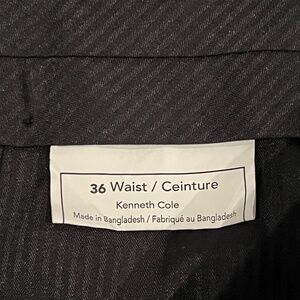 36 Waist / Ceinture
Kenneth Cole
Made in Bangladesh / Fabriqué au Bangladesh